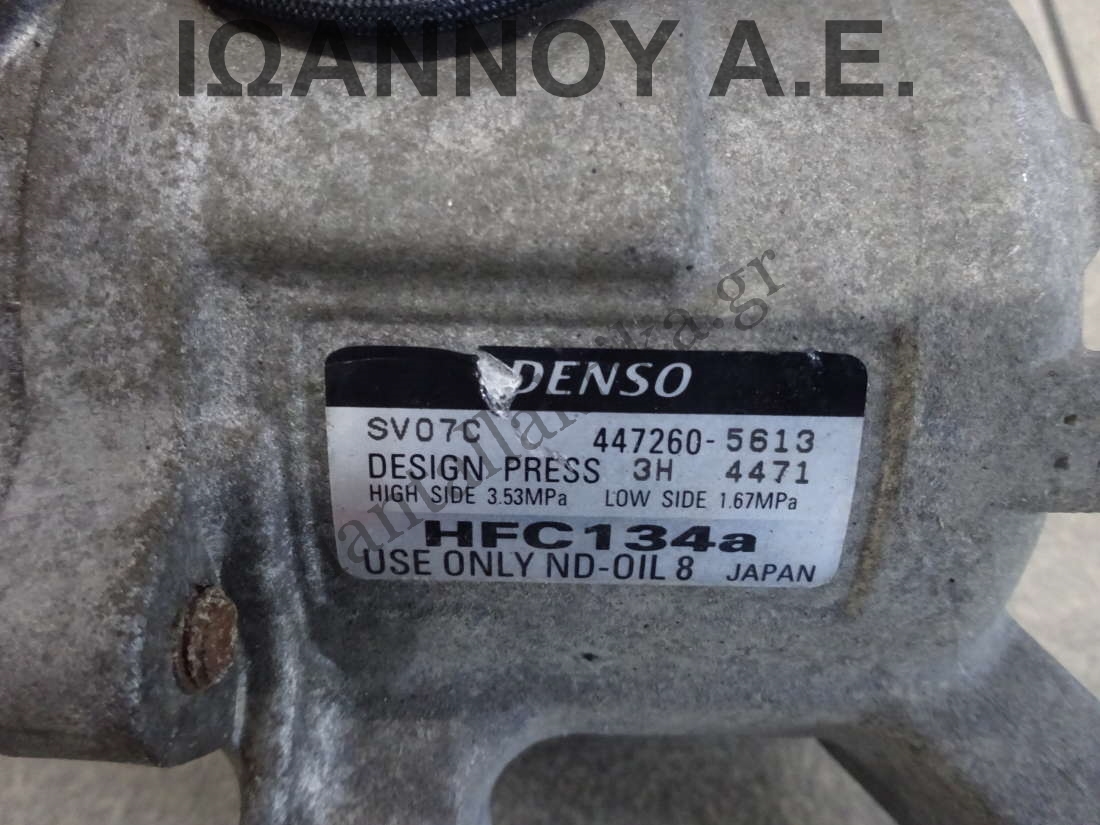 ΙΩΑΝΝΟΥ Α.Ε.
DENSO
SV07C 447260-5613
DESIGN PRESS 3H 4471
HIGH SIDE 3.53MPa LOW SIDE 1.67MPa
HFC134a
USE ONLY ND-OIL 8 JAPAN